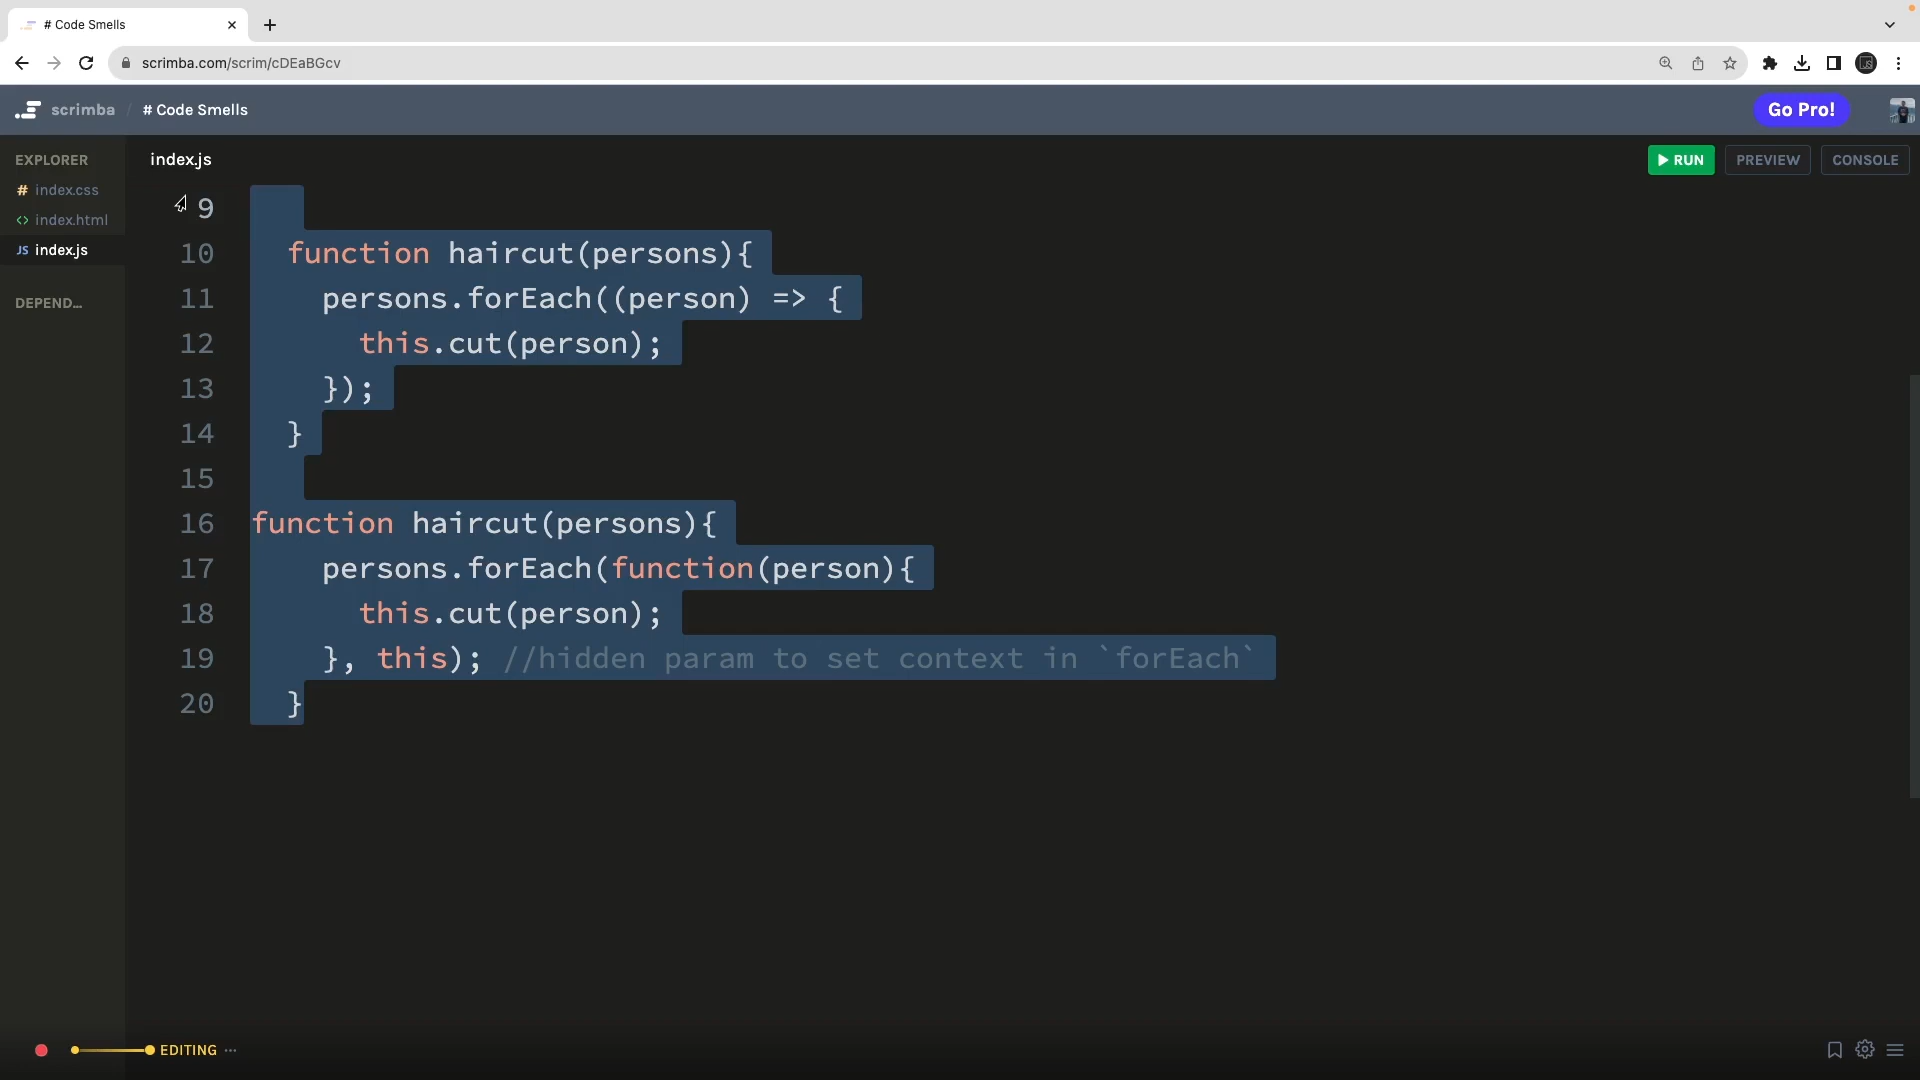 # Code Smells
scrimba.com/scrim/cDEaBGcv
scrimba / # Code Smells
Go Pro!
EXPLORER
# index.css
<> index.html
JS index.js
DEPEND...
index.js
RUN
PREVIEW
CONSOLE
9
10 function haircut(persons){
11 persons.forEach((person) => {
12 this.cut(person);
13 });
14 }
15
16 function haircut(persons){
17 persons.forEach(function(person){
18 this.cut(person);
19 }, this); //hidden param to set context in `forEach`
20 }
EDITING ...